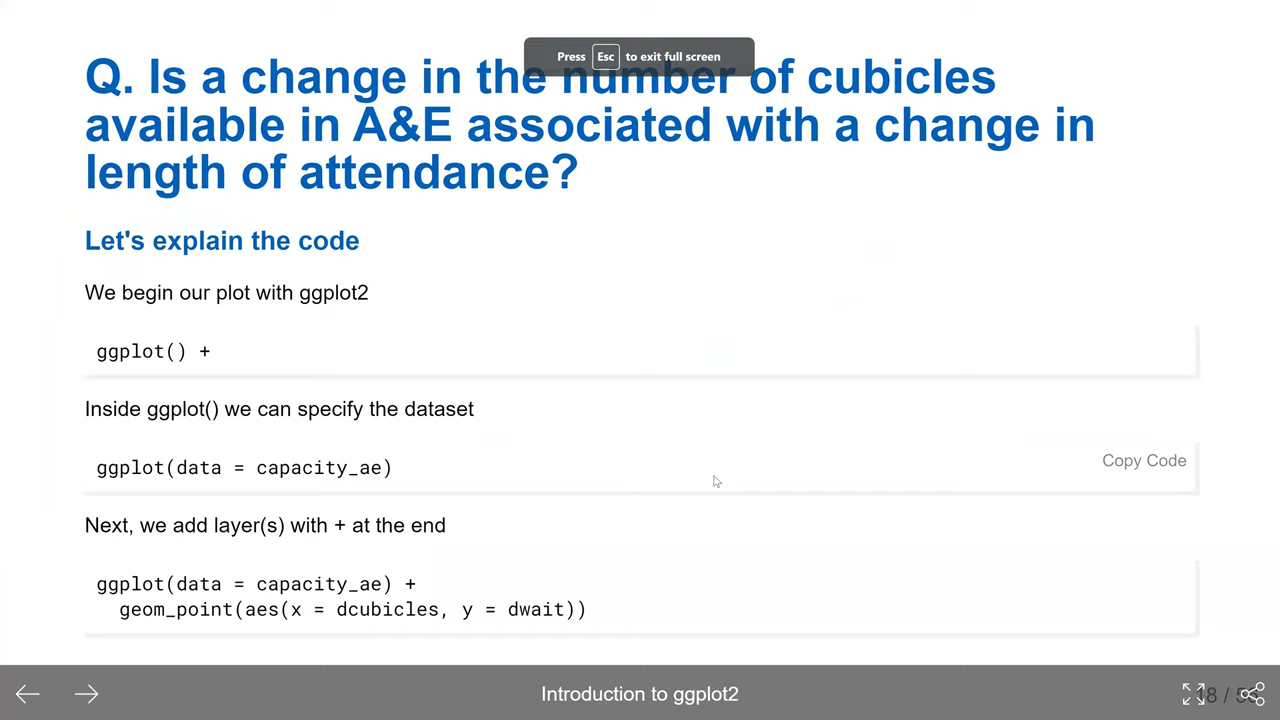 Press Esc to exit full screen
Q. Is a change in the number of cubicles
available in A&E associated with a change in
length of attendance?
Let's explain the code
We begin our plot with ggplot2
ggplot() +
Inside ggplot() we can specify the dataset
Copy Code
ggplot(data = capacity_ae)
Next, we add layer(s) with + at the end
ggplot(data = capacity_ae) +
geom_point(aes(x = dcubicles, y = dwait))
Introduction to ggplot2
18 /